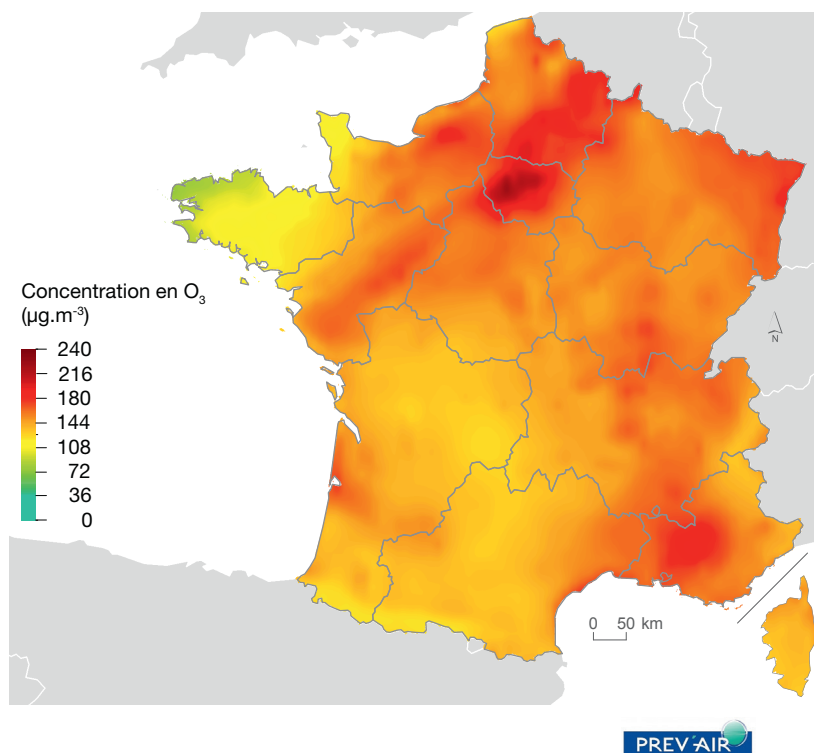 Concentration en O₃
(µg.m⁻³)
240
216
180
144
108
72
36
0
N
0 50 km
PREV'AIR